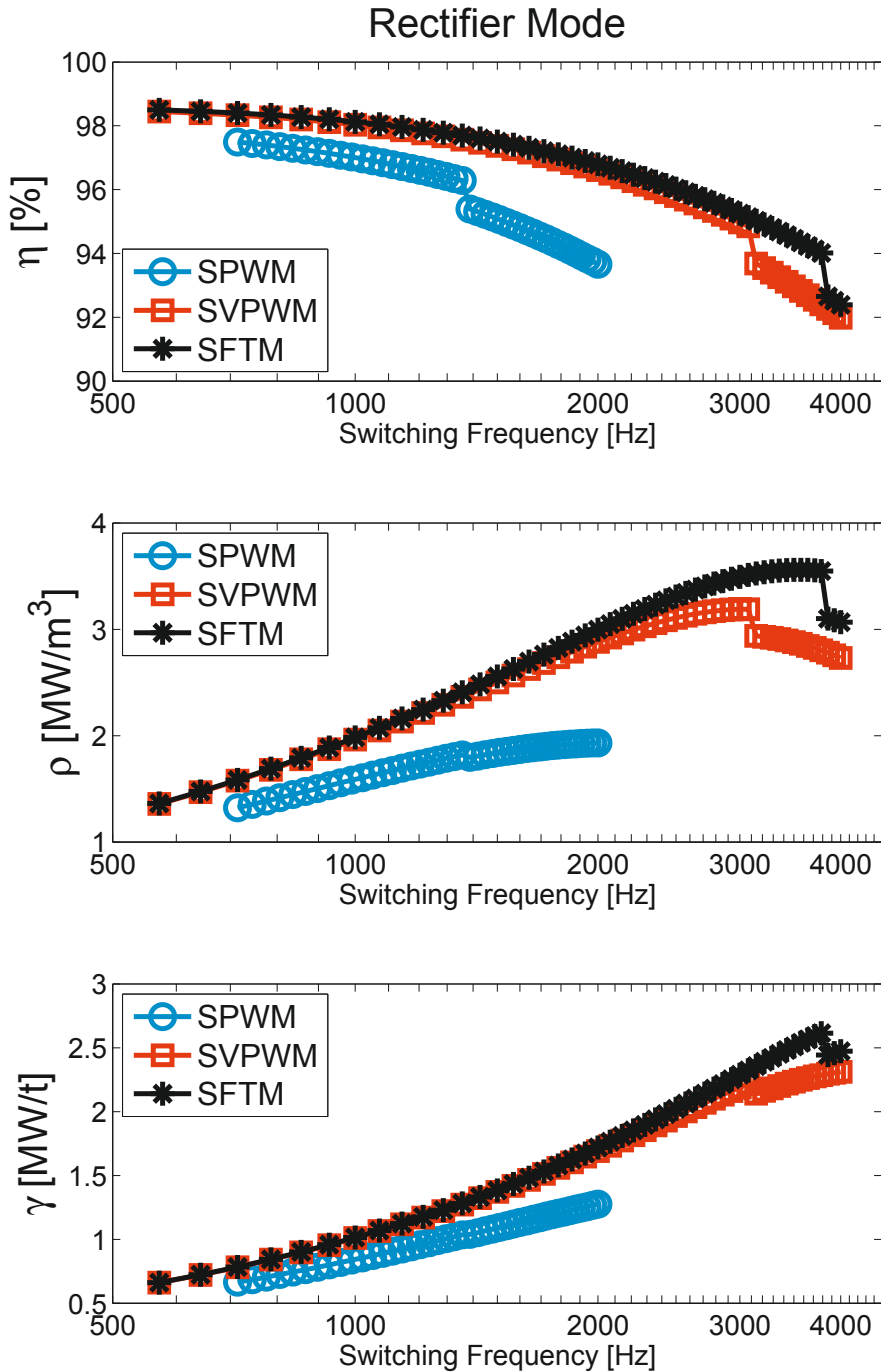 Rectifier Mode
100
98
96
94
92
90
η [%]
SPWM
SVPWM
SFTM
500
1000
2000
3000
4000
Switching Frequency [Hz]
4
3
2
1
ρ [MW/m³]
SPWM
SVPWM
SFTM
500
1000
2000
3000
4000
Switching Frequency [Hz]
3
2.5
2
1.5
1
0.5
γ [MW/t]
SPWM
SVPWM
SFTM
500
1000
2000
3000
4000
Switching Frequency [Hz]